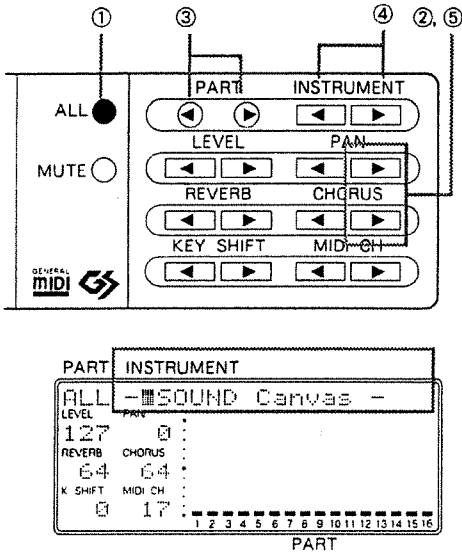 ① ③ ④ ②, ⑤
PART INSTRUMENT
ALL
LEVEL PAN
MUTE
REVERB CHORUS
KEY SHIFT MIDI CH
GENERAL
MIDI GS
PART INSTRUMENT
ALL - SOUND Canvas -
LEVEL PAN
127 0
REVERB CHORUS
64 64
K SHIFT MIDI CH
0 17
1 2 3 4 5 6 7 8 9 10 11 12 13 14 15 16
PART